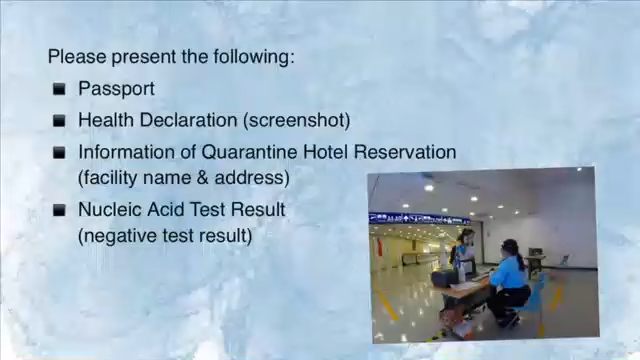 Please present the following:
Passport
Health Declaration (screenshot)
Information of Quarantine Hotel Reservation
(facility name & address)
Nucleic Acid Test Result
(negative test result)